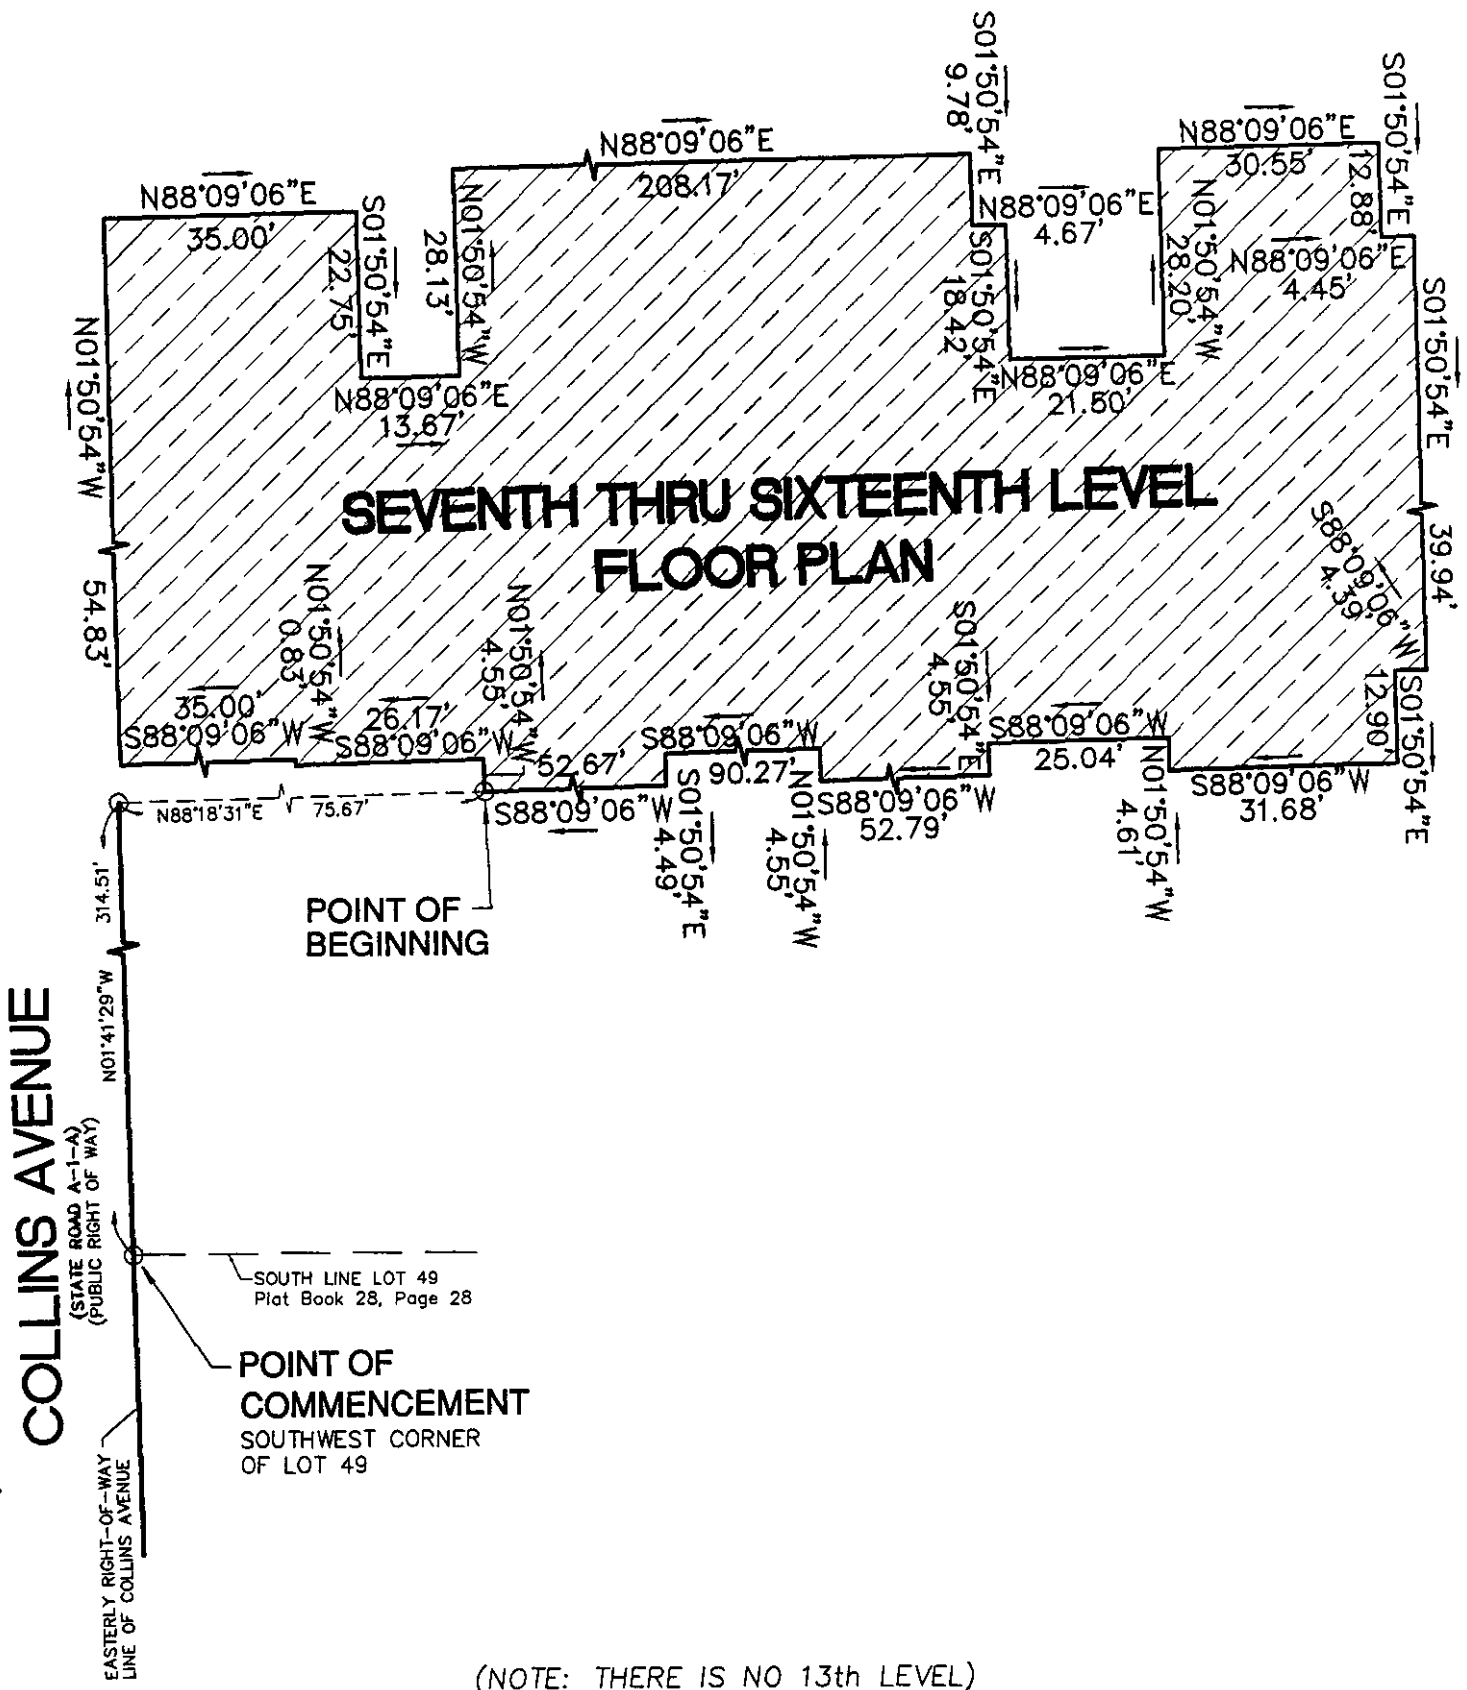 S01°50'54"E
9.78'
S01°50'54"E
12.88'
N88°09'06"E
208.17'
N88°09'06"E
30.55'
N88°09'06"E
35.00'
S01°50'54"E
22.75'
N01°50'54"W
28.13'
N88°09'06"E
4.67'
S01°50'54"E
18.42'
N01°50'54"W
28.20'
N88°09'06"E
4.45'
S01°50'54"E
39.94'
N88°09'06"E
13.67'
N88°09'06"E
21.50'
N01°50'54"W
54.83'
SEVENTH THRU SIXTEENTH LEVEL
FLOOR PLAN
S88°09'06"W
4.39'
N01°50'54"W
0.83'
N01°50'54"W
4.55'
S01°50'54"E
4.55'
S01°50'54"E
12.90'
35.00'
S88°09'06"W
26.17'
S88°09'06"W
52.67'
S88°09'06"W
S88°09'06"W
90.27'
S88°09'06"W
52.79'
S88°09'06"W
25.04'
S88°09'06"W
31.68'
S01°50'54"E
4.49'
N01°50'54"W
4.55'
N01°50'54"W
4.61'
N88°18'31"E
75.67'
314.51'
N01°41'29"W
POINT OF
BEGINNING
COLLINS AVENUE
(STATE ROAD A-1-A)
(PUBLIC RIGHT OF WAY)
SOUTH LINE LOT 49
Plat Book 28, Page 28
POINT OF
COMMENCEMENT
SOUTHWEST CORNER
OF LOT 49
EASTERLY RIGHT-OF-WAY
LINE OF COLLINS AVENUE
(NOTE: THERE IS NO 13th LEVEL)